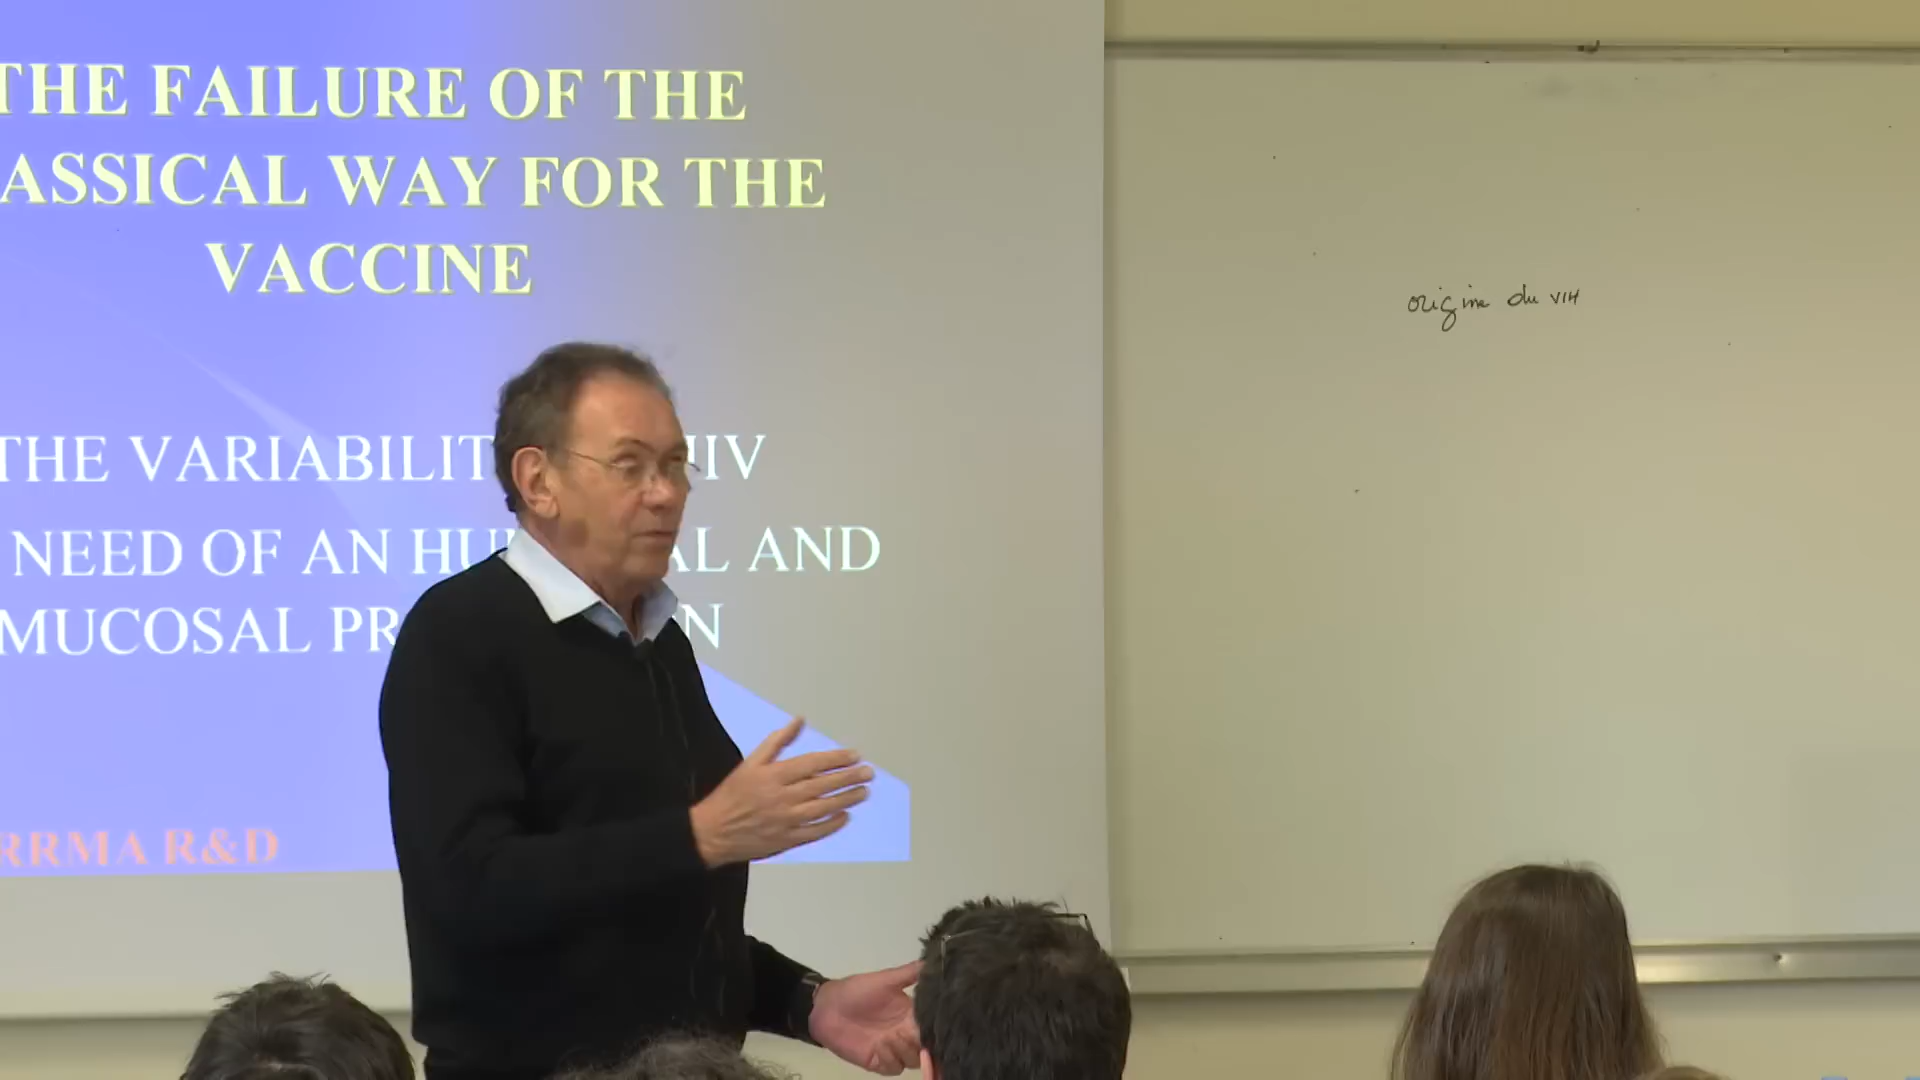 THE FAILURE OF THE
ASSICAL WAY FOR THE
VACCINE
THE VARIABILIT HIV
NEED OF AN HU AL AND
MUCOSAL PR N
RRMA R&D
origine du VIH